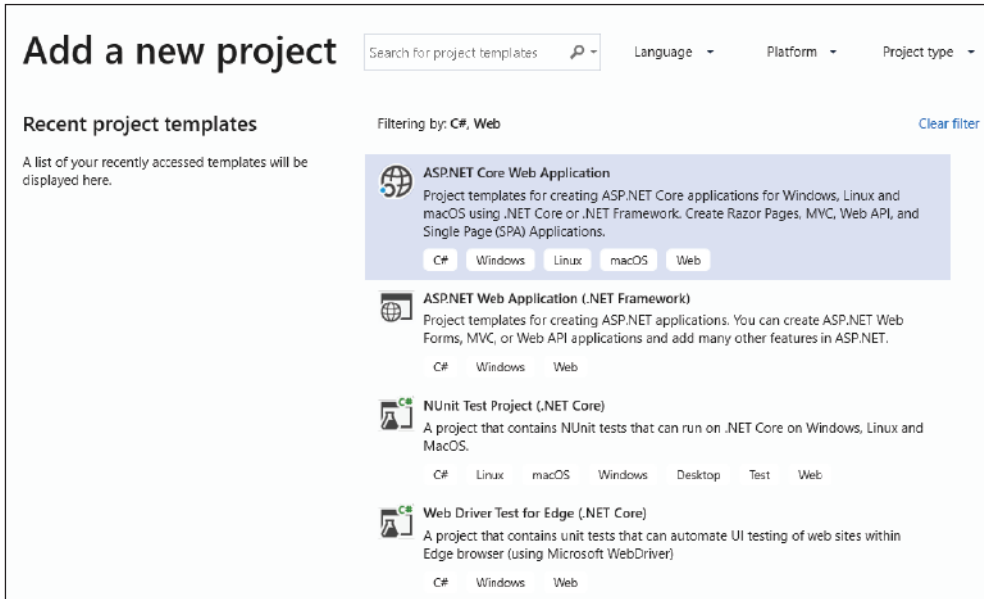 Add a new project
Search for project templates
Language
Platform
Project type
Recent project templates
A list of your recently accessed templates will be
displayed here.
Filtering by: C#, Web
Clear filter
ASP.NET Core Web Application
Project templates for creating ASP.NET Core applications for Windows, Linux and
macOS using .NET Core or .NET Framework. Create Razor Pages, MVC, Web API, and
Single Page (SPA) Applications.
C# Windows Linux macOS Web
ASP.NET Web Application (.NET Framework)
Project templates for creating ASP.NET applications. You can create ASP.NET Web
Forms, MVC, or Web API applications and add many other features in ASP.NET.
C# Windows Web
C#
NUnit Test Project (.NET Core)
A project that contains NUnit tests that can run on .NET Core on Windows, Linux and
MacOS.
C# Linux macOS Windows Desktop Test Web
C#
Web Driver Test for Edge (.NET Core)
A project that contains unit tests that can automate UI testing of web sites within
Edge browser (using Microsoft WebDriver)
C# Windows Web